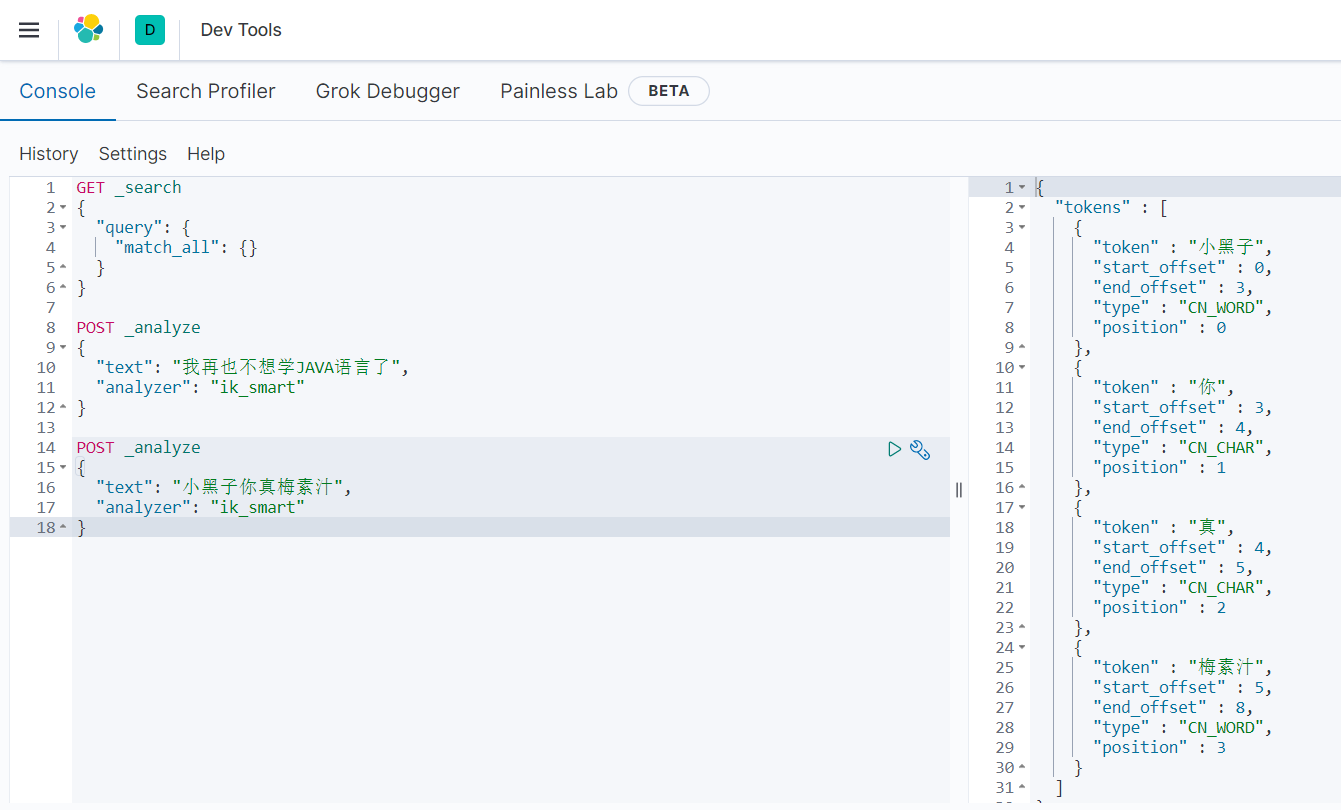 D Dev Tools
Console Search Profiler Grok Debugger Painless Lab BETA
History Settings Help
1 GET _search
2 {
3 "query": {
4 "match_all": {}
5 }
6 }
7
8 POST _analyze
9 {
10 "text": "我再也不想学JAVA语言了",
11 "analyzer": "ik_smart"
12 }
13
14 POST _analyze
15 {
16 "text": "小黑子你真梅素汁",
17 "analyzer": "ik_smart"
18 }
1 {
2 "tokens" : [
3 {
4 "token" : "小黑子",
5 "start_offset" : 0,
6 "end_offset" : 3,
7 "type" : "CN_WORD",
8 "position" : 0
9 },
10 {
11 "token" : "你",
12 "start_offset" : 3,
13 "end_offset" : 4,
14 "type" : "CN_CHAR",
15 "position" : 1
16 },
17 {
18 "token" : "真",
19 "start_offset" : 4,
20 "end_offset" : 5,
21 "type" : "CN_CHAR",
22 "position" : 2
23 },
24 {
25 "token" : "梅素汁",
26 "start_offset" : 5,
27 "end_offset" : 8,
28 "type" : "CN_WORD",
29 "position" : 3
30 }
31 ]